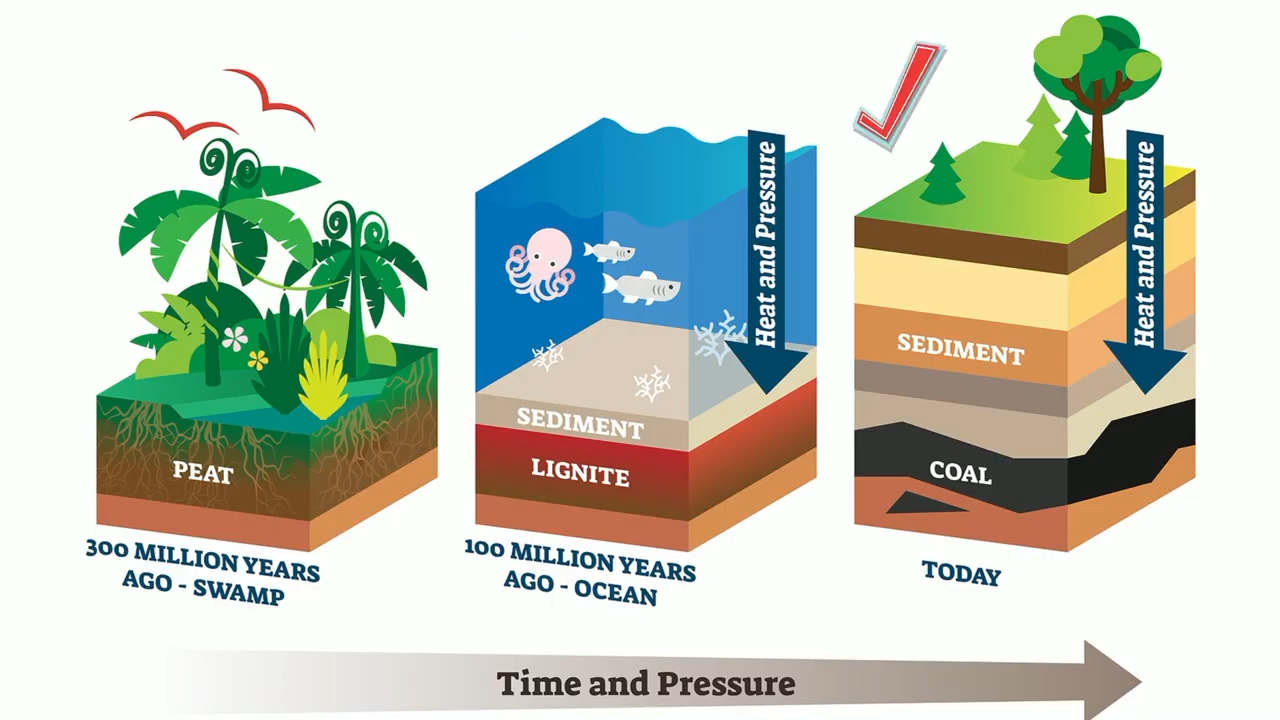 PEAT
300 MILLION YEARS
AGO - SWAMP
Heat and Pressure
SEDIMENT
LIGNITE
100 MILLION YEARS
AGO - OCEAN
Heat and Pressure
SEDIMENT
COAL
TODAY
Time and Pressure